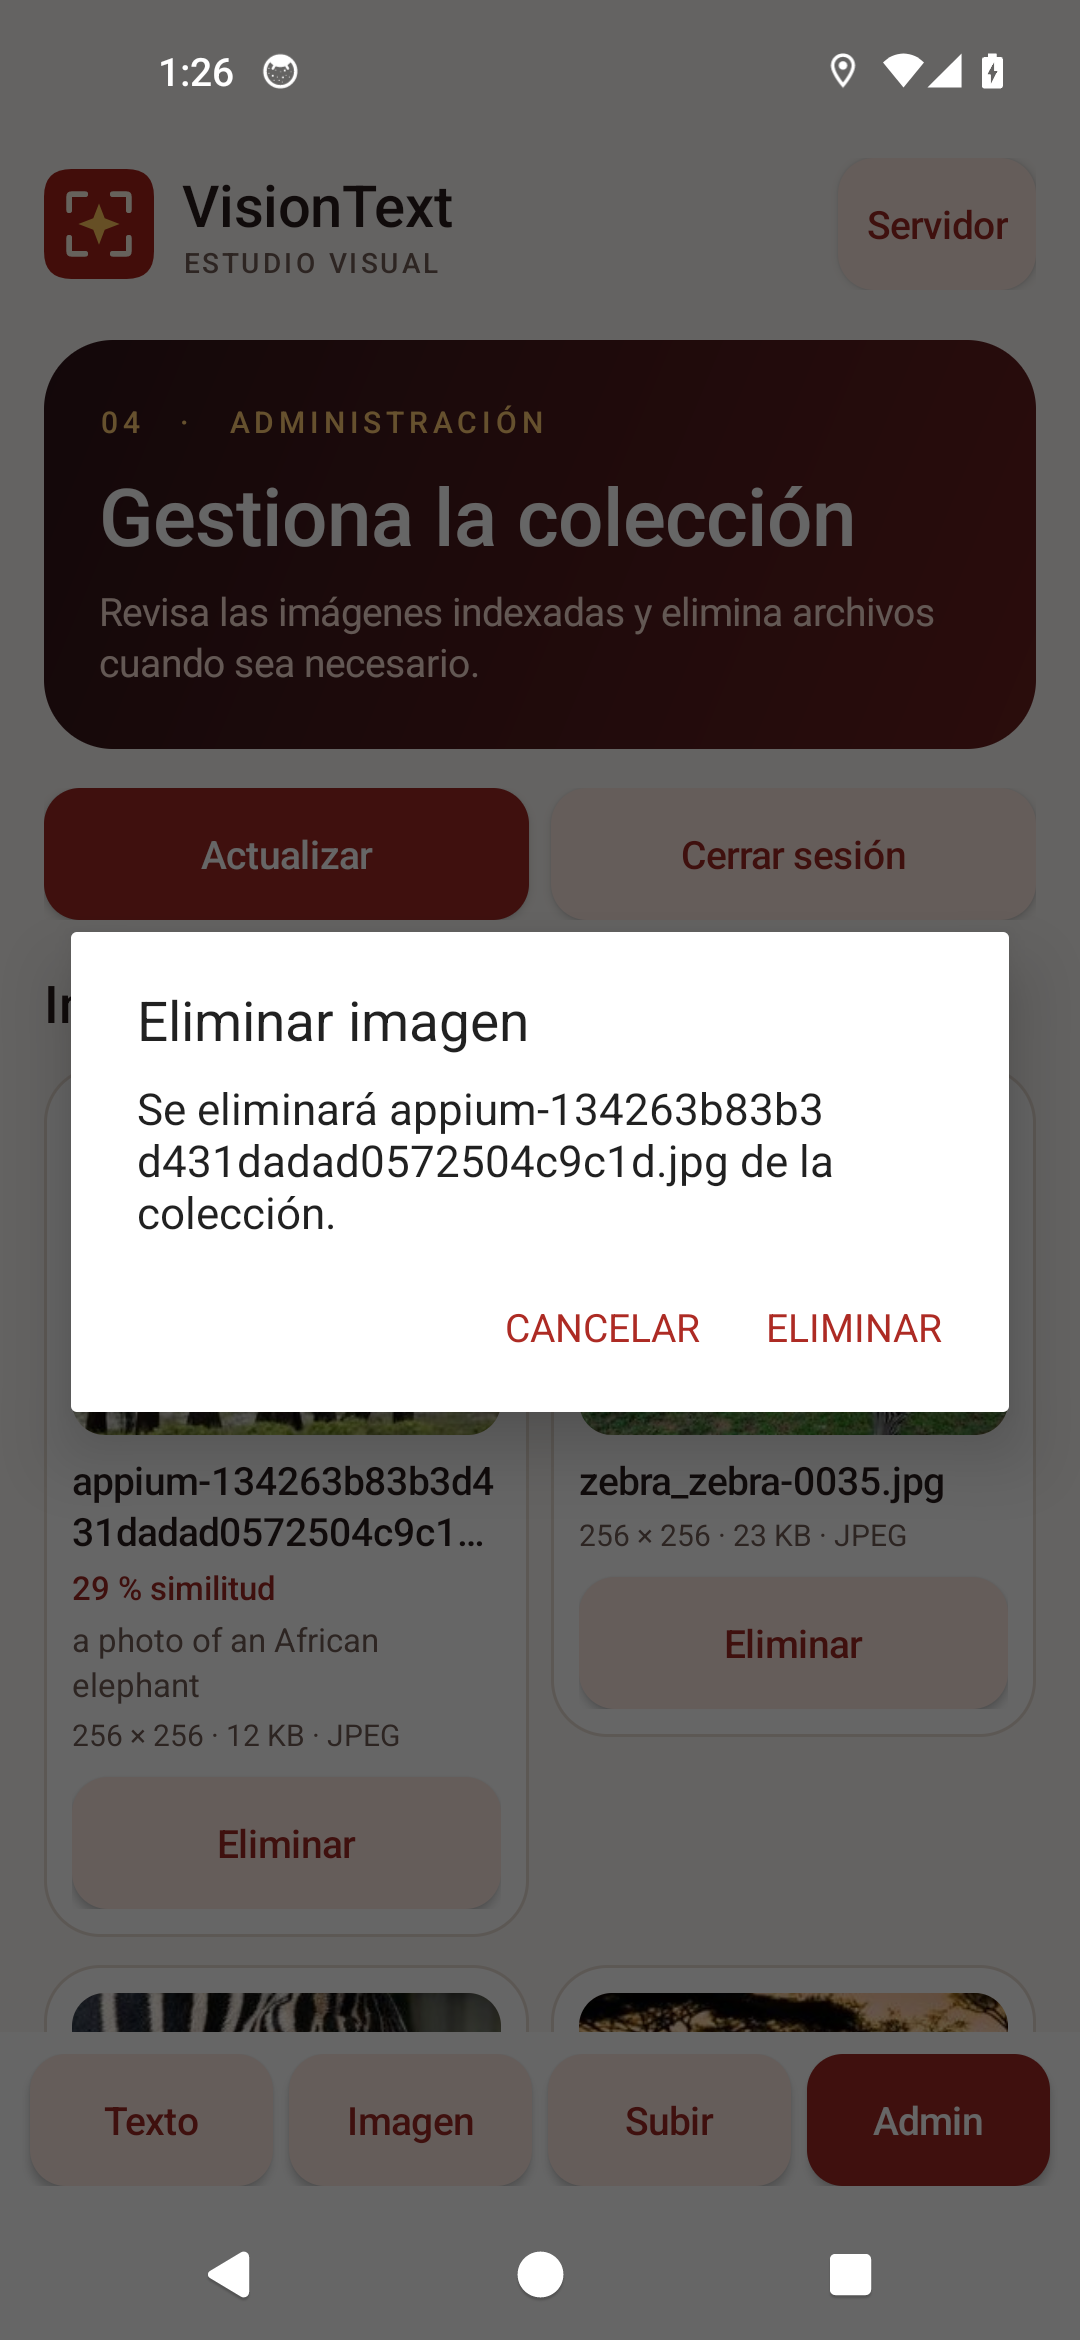 1:26
VisionText
ESTUDIO VISUAL
Servidor
04 · ADMINISTRACIÓN
Gestiona la colección
Revisa las imágenes indexadas y elimina archivos
cuando sea necesario.
Actualizar
Cerrar sesión
Eliminar imagen
Se eliminará appium-134263b83b3
d431dadad0572504c9c1d.jpg de la
colección.
CANCELAR
ELIMINAR
appium-134263b83b3d4
31dadad0572504c9c1...
29 % similitud
a photo of an African
elephant
256 × 256 · 12 KB · JPEG
Eliminar
zebra_zebra-0035.jpg
256 × 256 · 23 KB · JPEG
Eliminar
Texto
Imagen
Subir
Admin